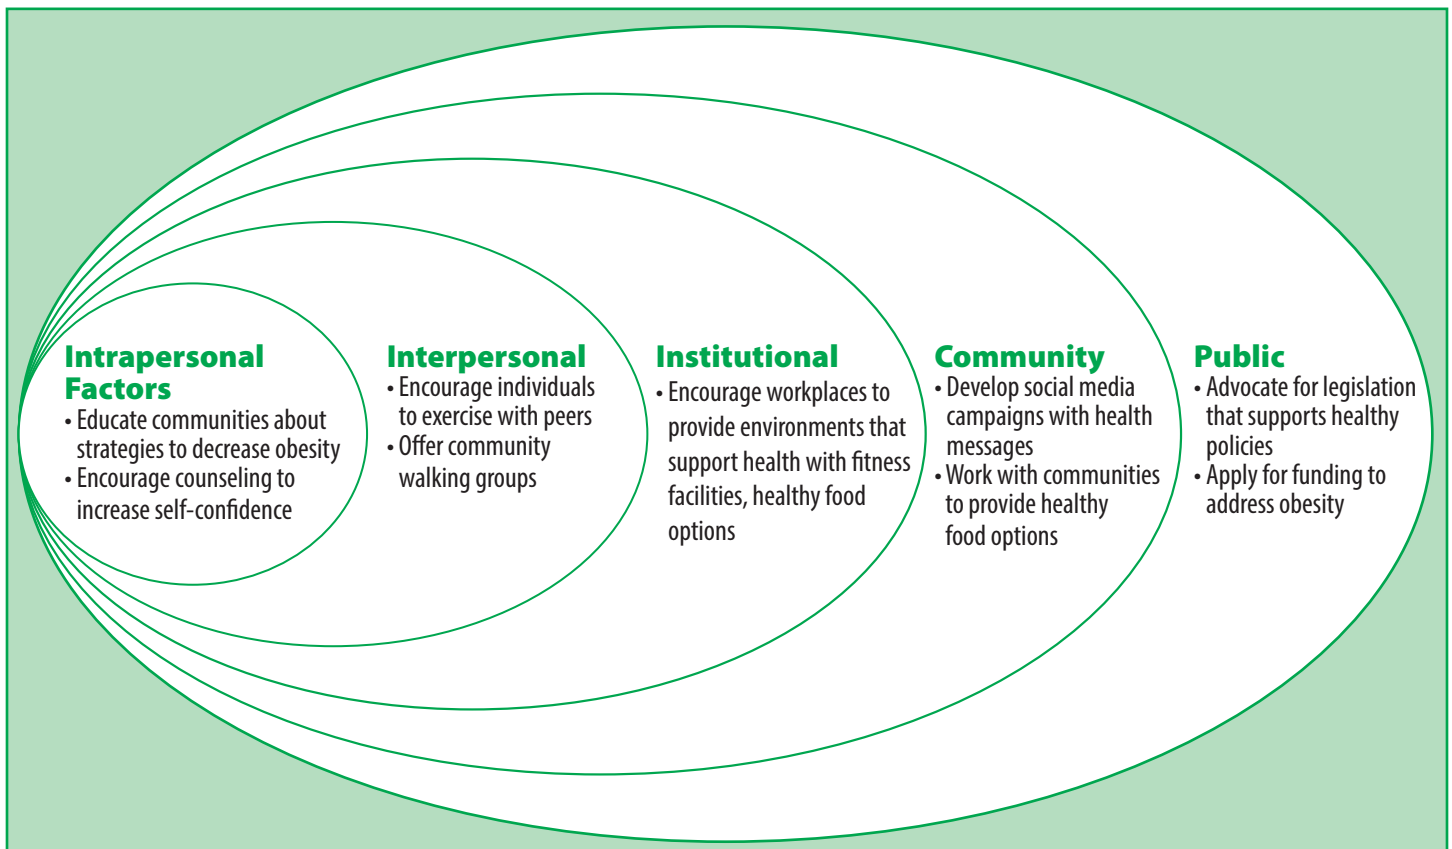 Intrapersonal
Factors
• Educate communities about
strategies to decrease obesity
• Encourage counseling to
increase self-confidence
Interpersonal
• Encourage individuals
to exercise with peers
• Offer community
walking groups
Institutional
• Encourage workplaces to
provide environments that
support health with fitness
facilities, healthy food
options
Community
• Develop social media
campaigns with health
messages
• Work with communities
to provide healthy
food options
Public
• Advocate for legislation
that supports healthy
policies
• Apply for funding to
address obesity